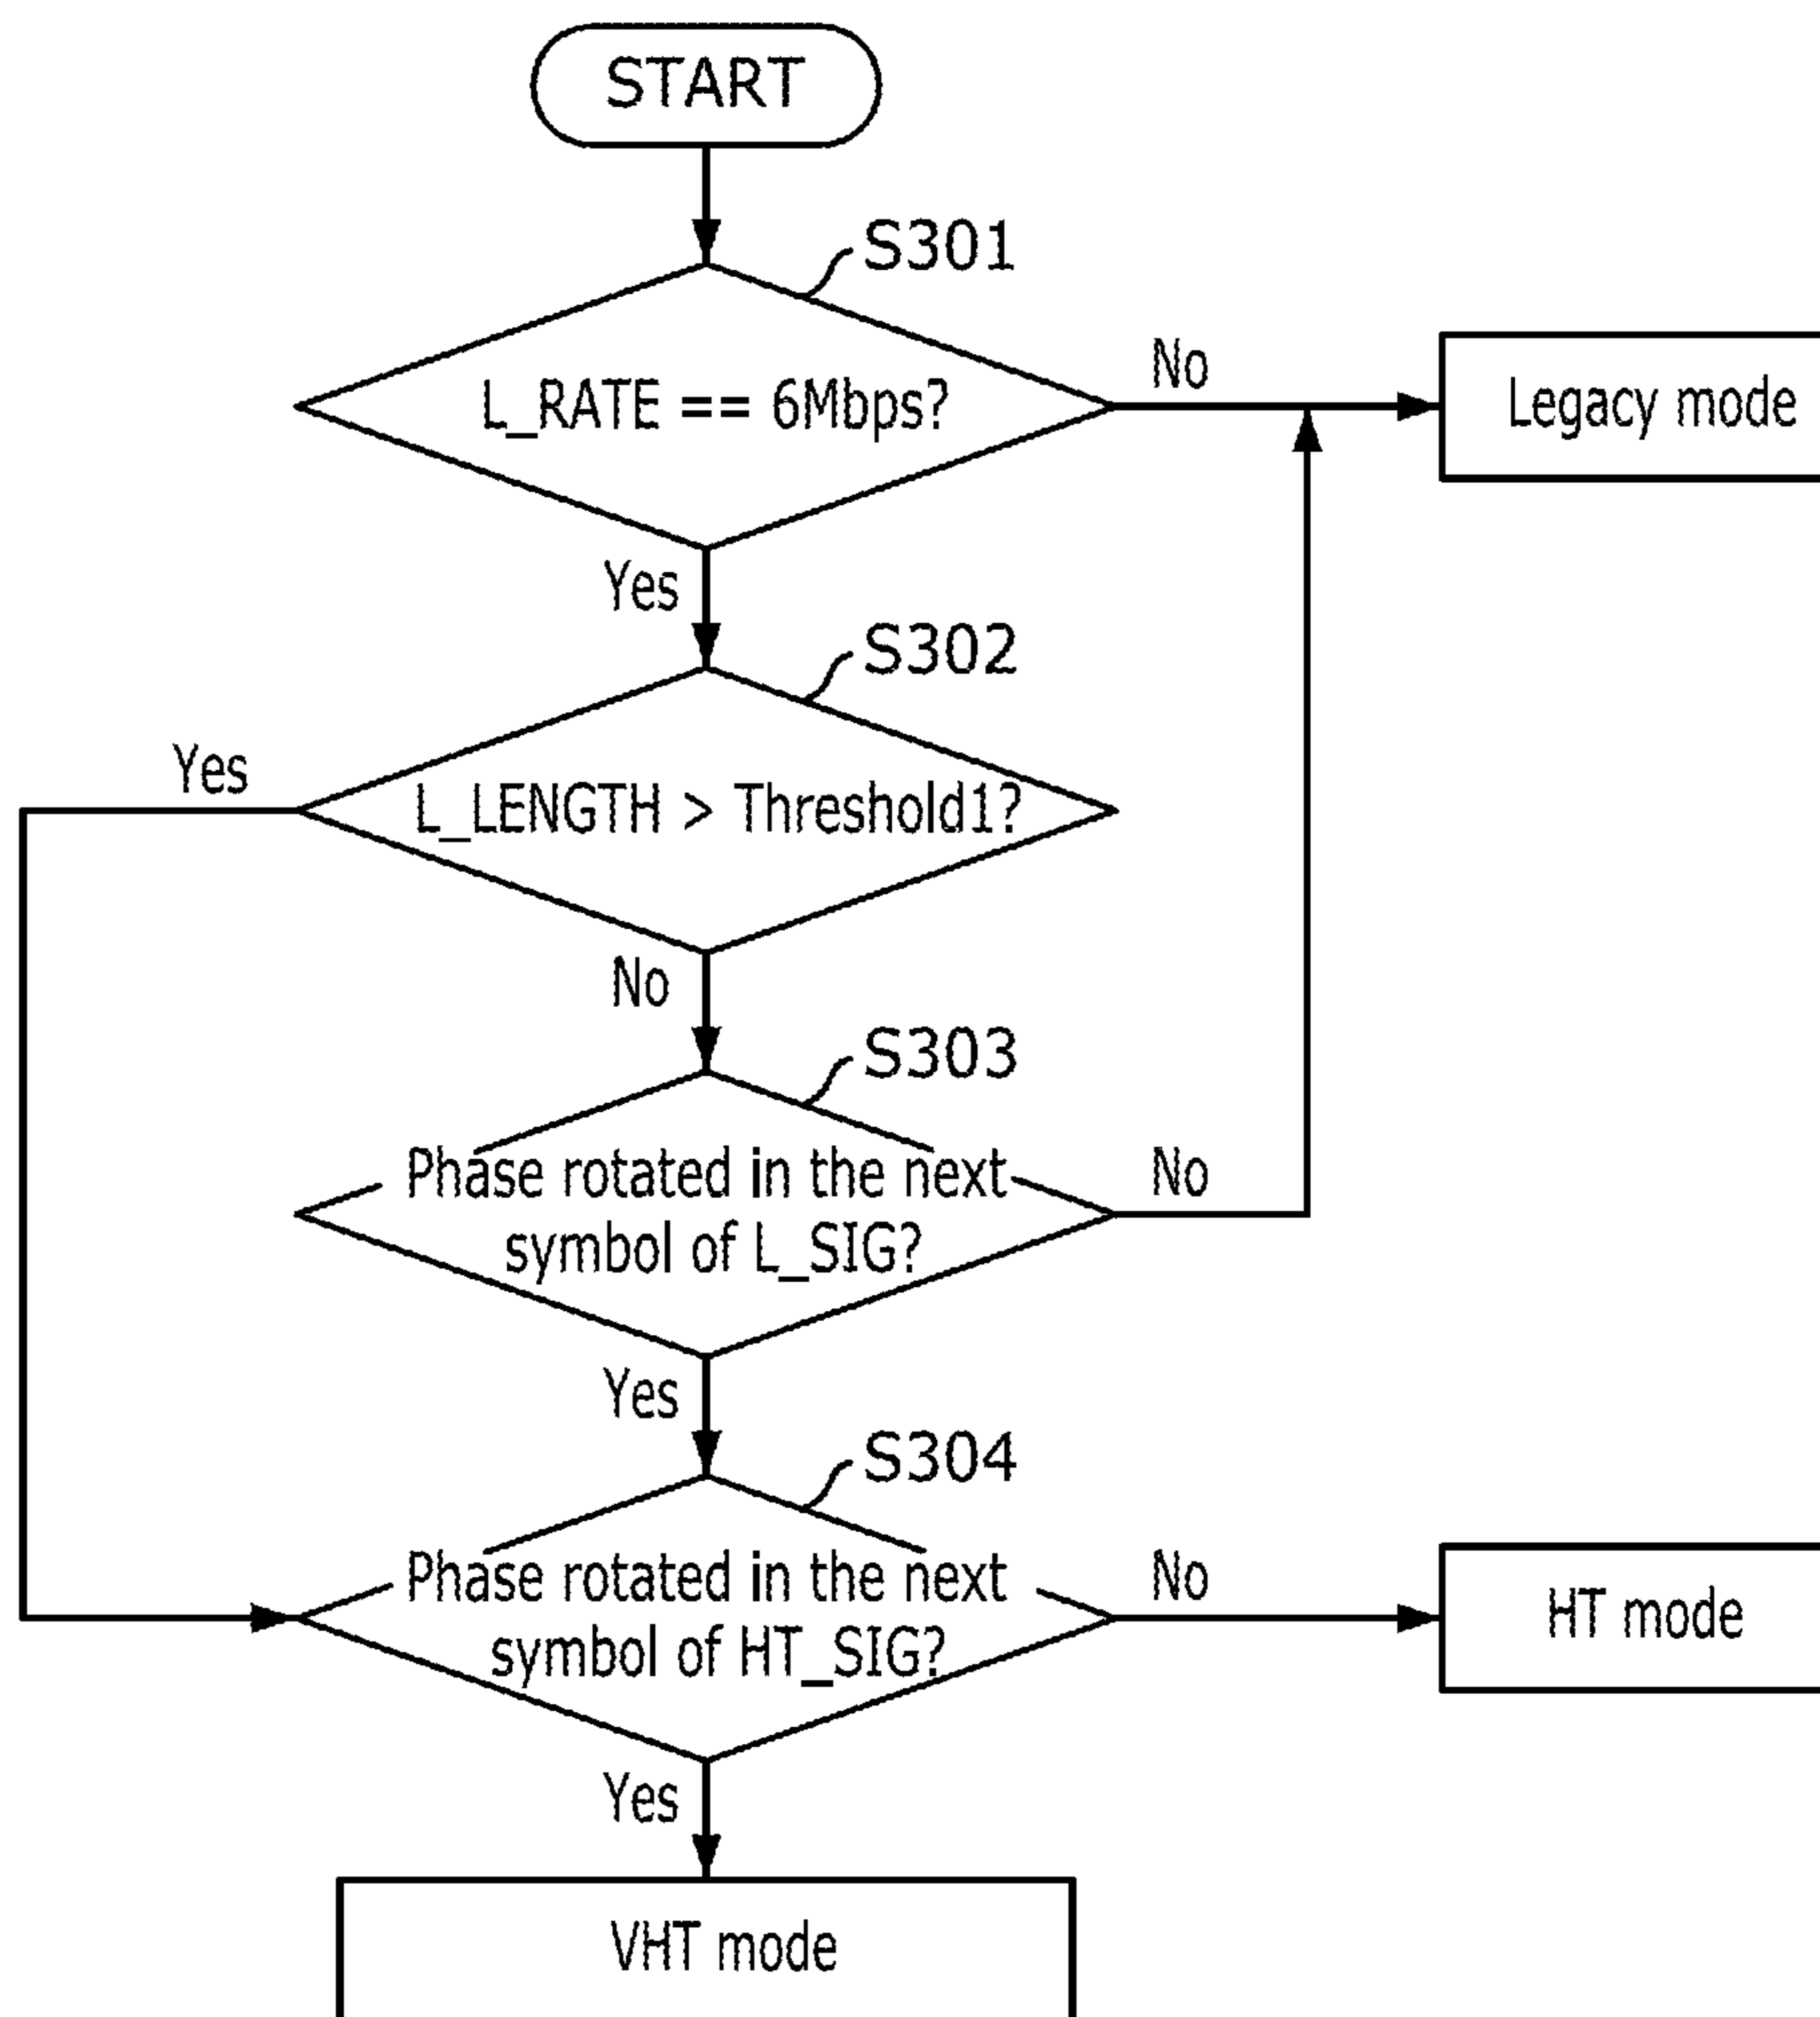 START
S301
L_RATE == 6Mbps?
No
Legacy mode
Yes
S302
Yes
L_LENGTH > Threshold1?
No
S303
Phase rotated in the next
symbol of L_SIG?
No
Yes
S304
Phase rotated in the next
symbol of HT_SIG?
No
HT mode
Yes
VHT mode